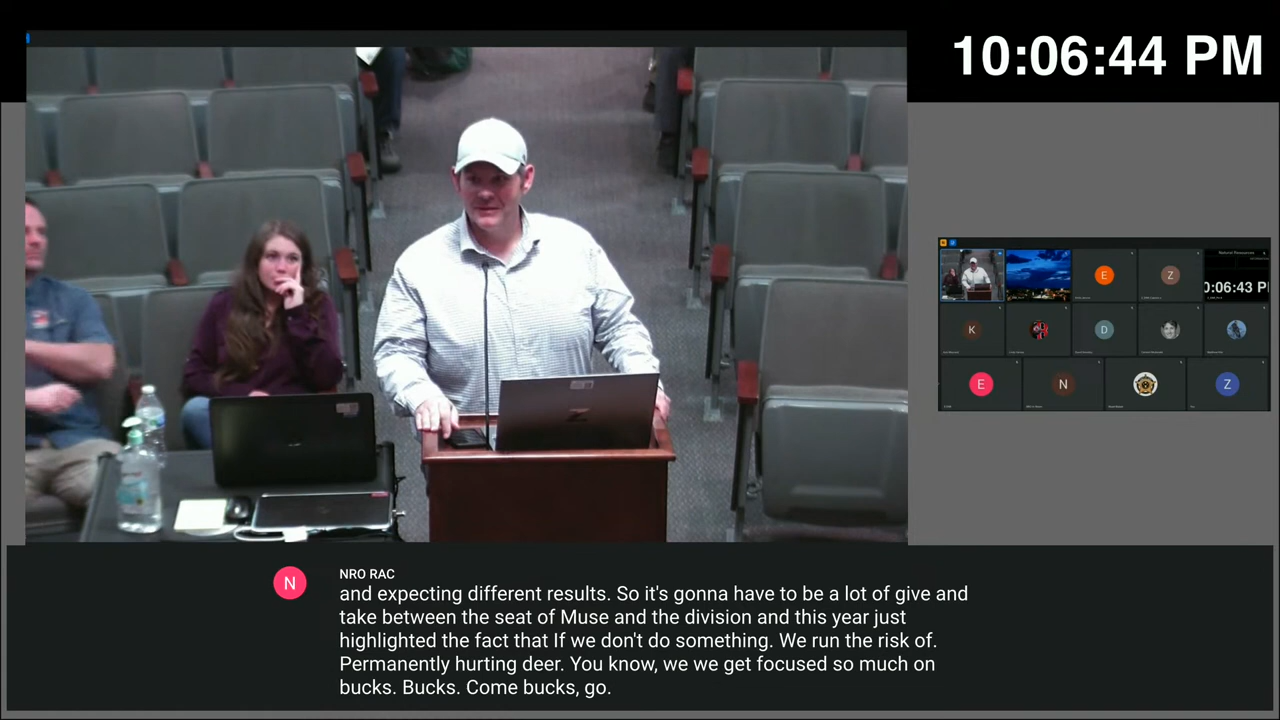 10:06:44 PM
Natural Resources
0:06:43 P
E
Z
K
D
E
N
Z
N
NRO RAC
and expecting different results. So it's gonna have to be a lot of give and
take between the seat of Muse and the division and this year just
highlighted the fact that If we don't do something. We run the risk of.
Permanently hurting deer. You know, we we get focused so much on
bucks. Bucks. Come bucks, go.